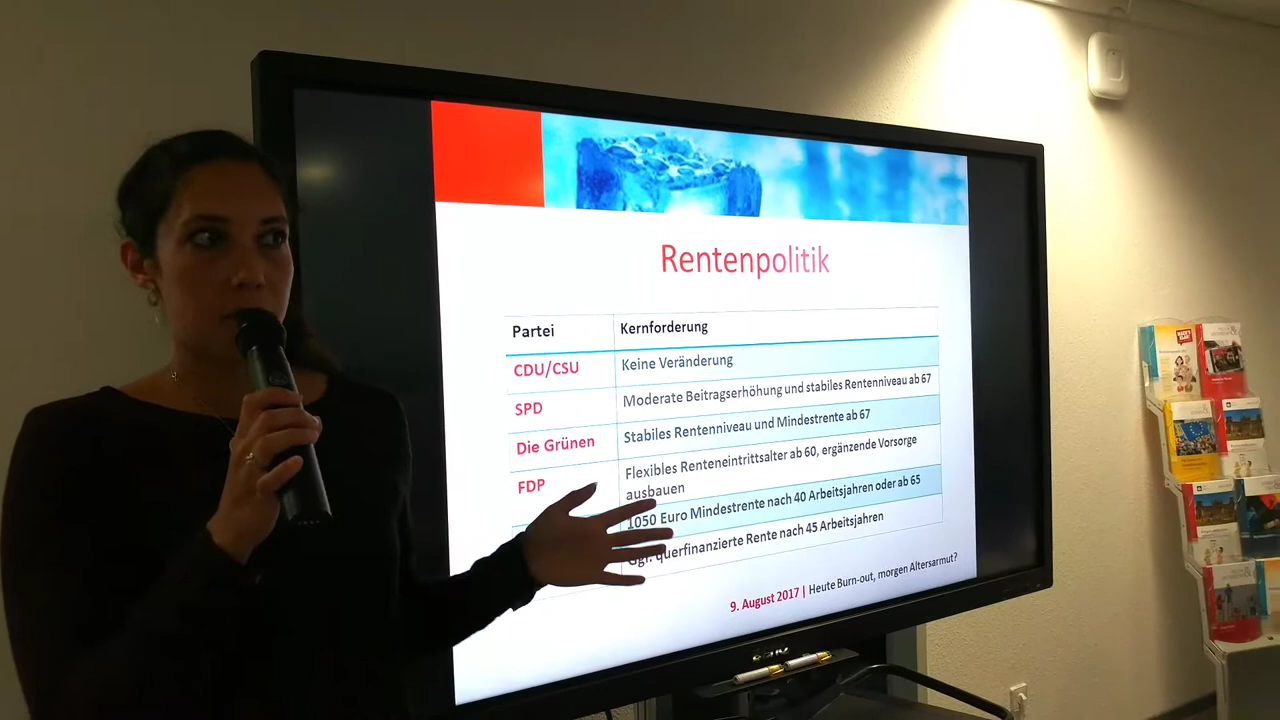 Rentenpolitik
Partei Kernforderung
CDU/CSU Keine Veränderung
SPD Moderate Beitragserhöhung und stabiles Rentenniveau ab 67
Die Grünen Stabiles Rentenniveau und Mindestrente ab 67
FDP Flexibles Renteneintrittsalter ab 60, ergänzende Vorsorge
ausbauen
1050 Euro Mindestrente nach 40 Arbeitsjahren oder ab 65
Ggf. querfinanzierte Rente nach 45 Arbeitsjahren
9. August 2017 | Heute Burn-out, morgen Altersarmut?